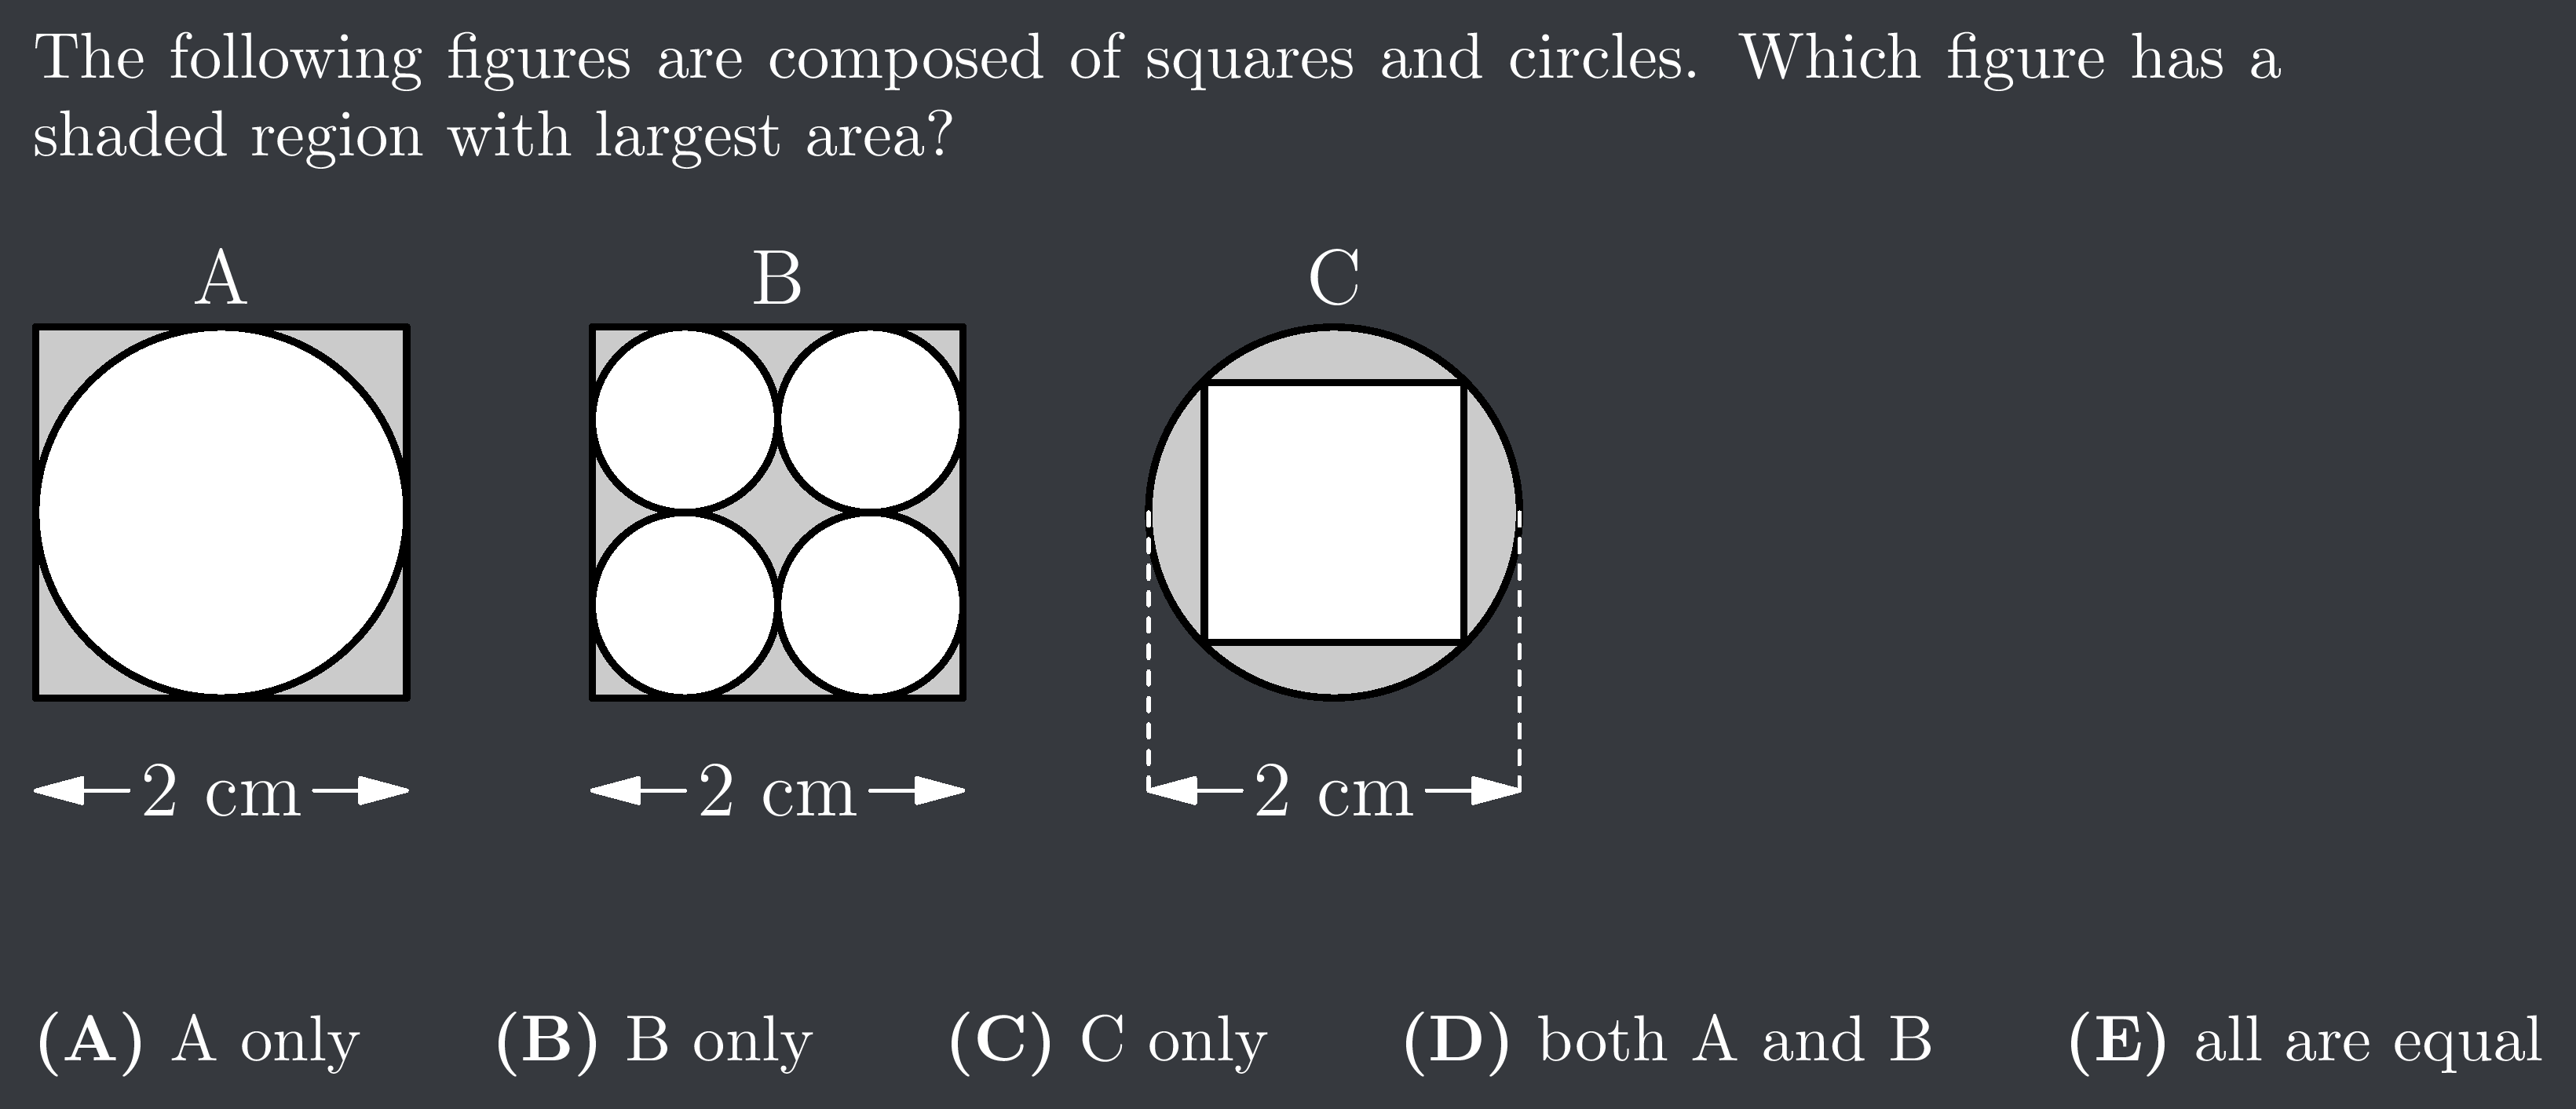 The following figures are composed of squares and circles. Which figure has a
shaded region with largest area?
A B C
2 cm 2 cm 2 cm
(A) A only (B) B only (C) C only (D) both A and B (E) all are equal